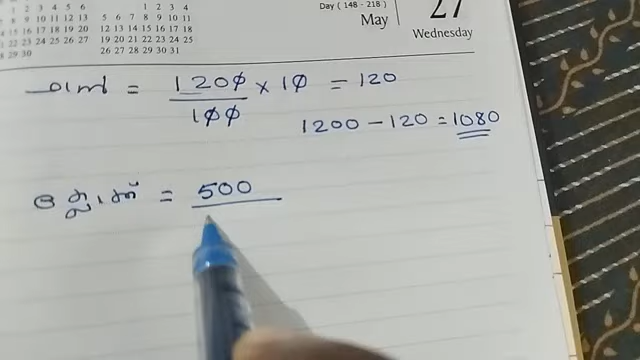 1 2 3 4 5 6
8 9 10 11 12 13
15 16 17 18 19 20
22 23 24 25 26 27
29 30
1 2 3 4
5 6 7 8 9 10 11
12 13 14 15 16 17 18
19 20 21 22 23 24 25
26 27 28 29 30 31
Day ( 148 - 218 )
May
27
Wednesday
= 1200 × 10 = 120
100
1200 - 120 = 1080
= 500